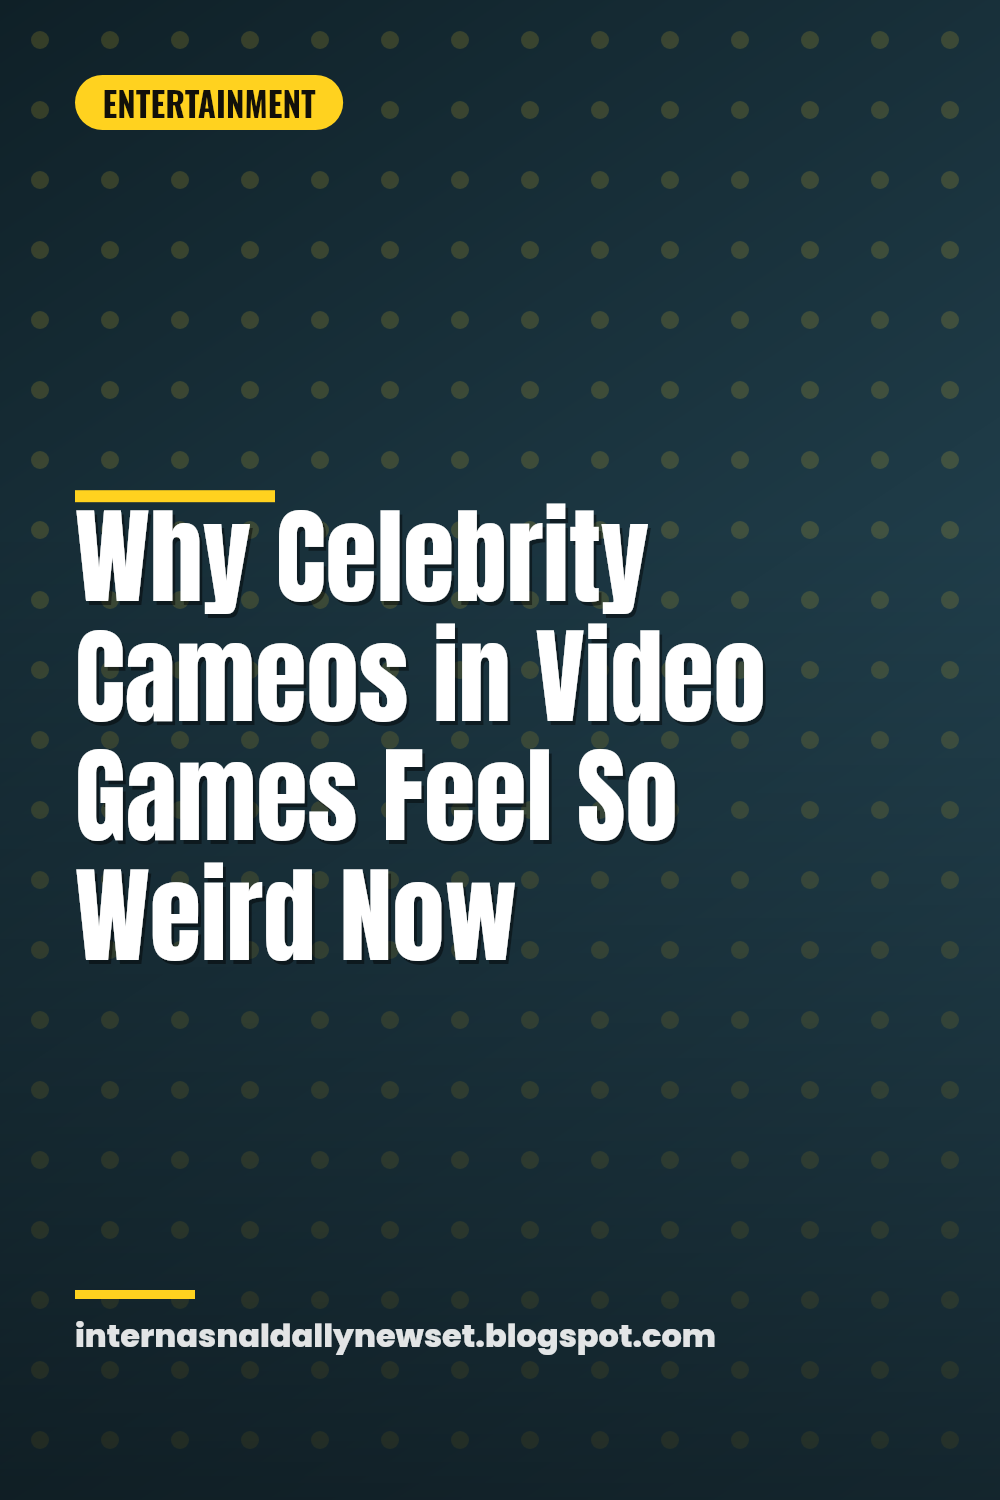 ENTERTAINMENT
Why Celebrity
Cameos in Video
Games Feel So
Weird Now
internasnaldallynewset.blogspot.com